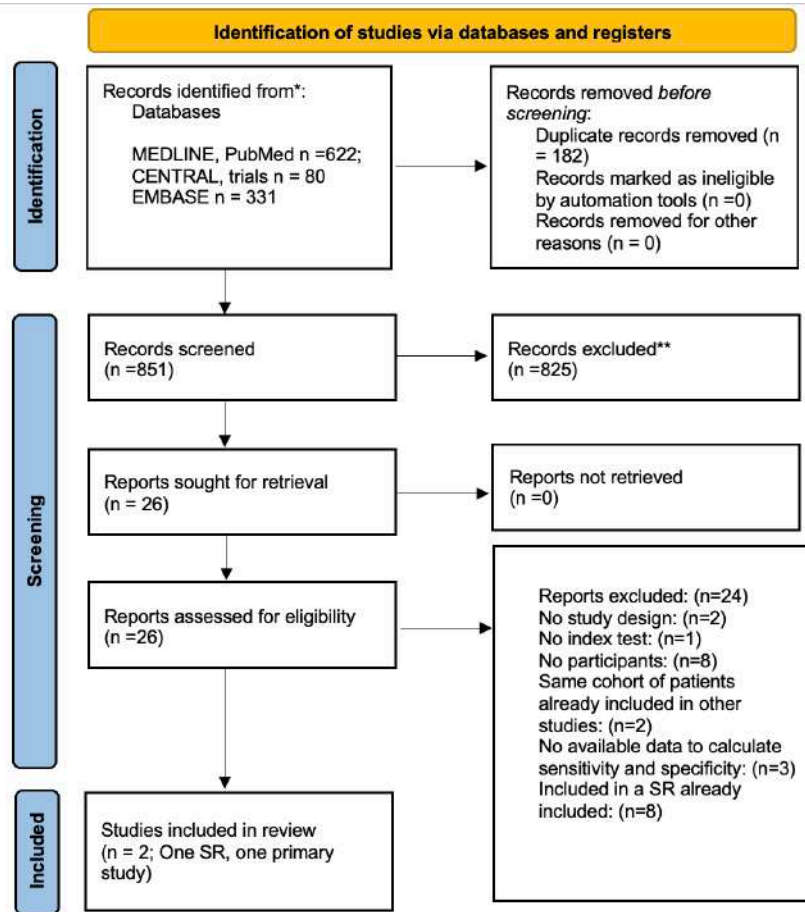 Identification of studies via databases and registers
Identification
Records identified from*:
Databases
MEDLINE, PubMed n =622;
CENTRAL, trials n = 80
EMBASE n = 331
Records removed before
screening:
Duplicate records removed (n
= 182)
Records marked as ineligible
by automation tools (n =0)
Records removed for other
reasons (n = 0)
Screening
Records screened
(n =851)
Records excluded**
(n =825)
Reports sought for retrieval
(n = 26)
Reports not retrieved
(n =0)
Reports assessed for eligibility
(n =26)
Reports excluded: (n=24)
No study design: (n=2)
No index test: (n=1)
No participants: (n=8)
Same cohort of patients
already included in other
studies: (n=2)
No available data to calculate
sensitivity and specificity: (n=3)
Included in a SR already
included: (n=8)
Included
Studies included in review
(n = 2; One SR, one primary
study)